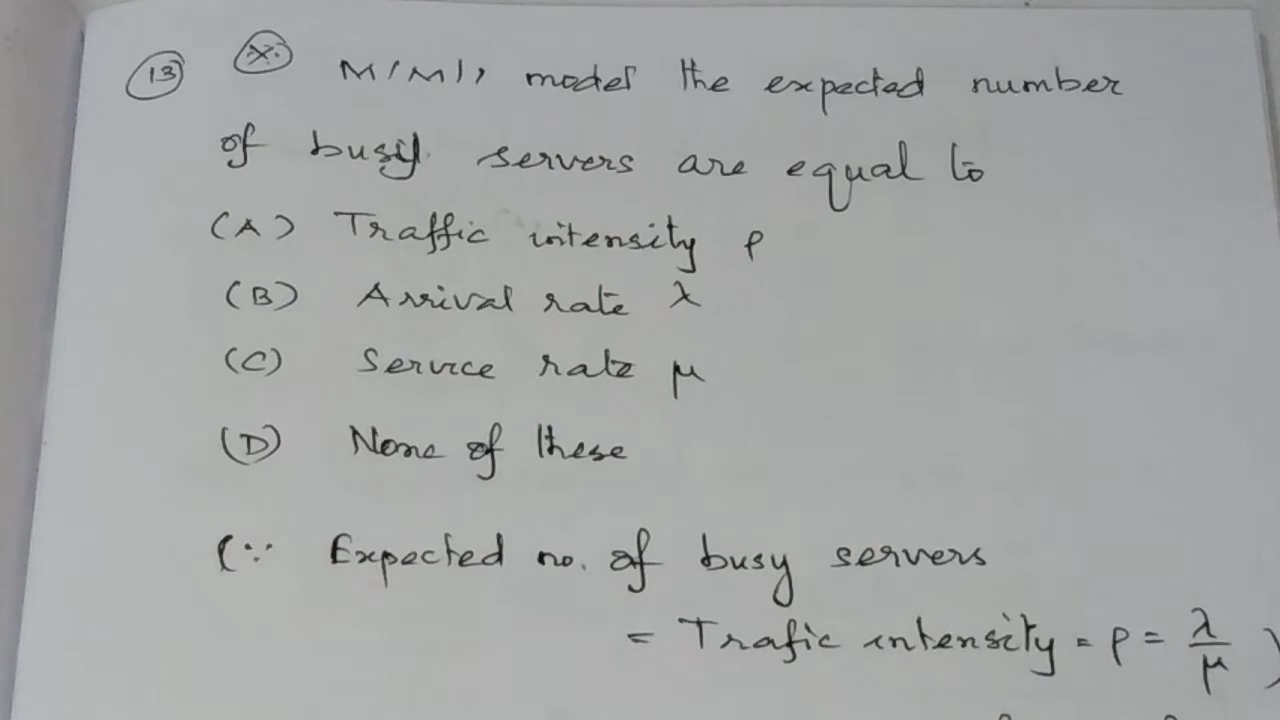 (13) (X.) M/M/1, model the expected number
of busy servers are equal to
(A) Traffic intensity ρ
(B) Arrival rate λ
(C) Service rate μ
(D) None of these
(∵ Expected no. of busy servers
= Trafic intensity = ρ = λ/μ )